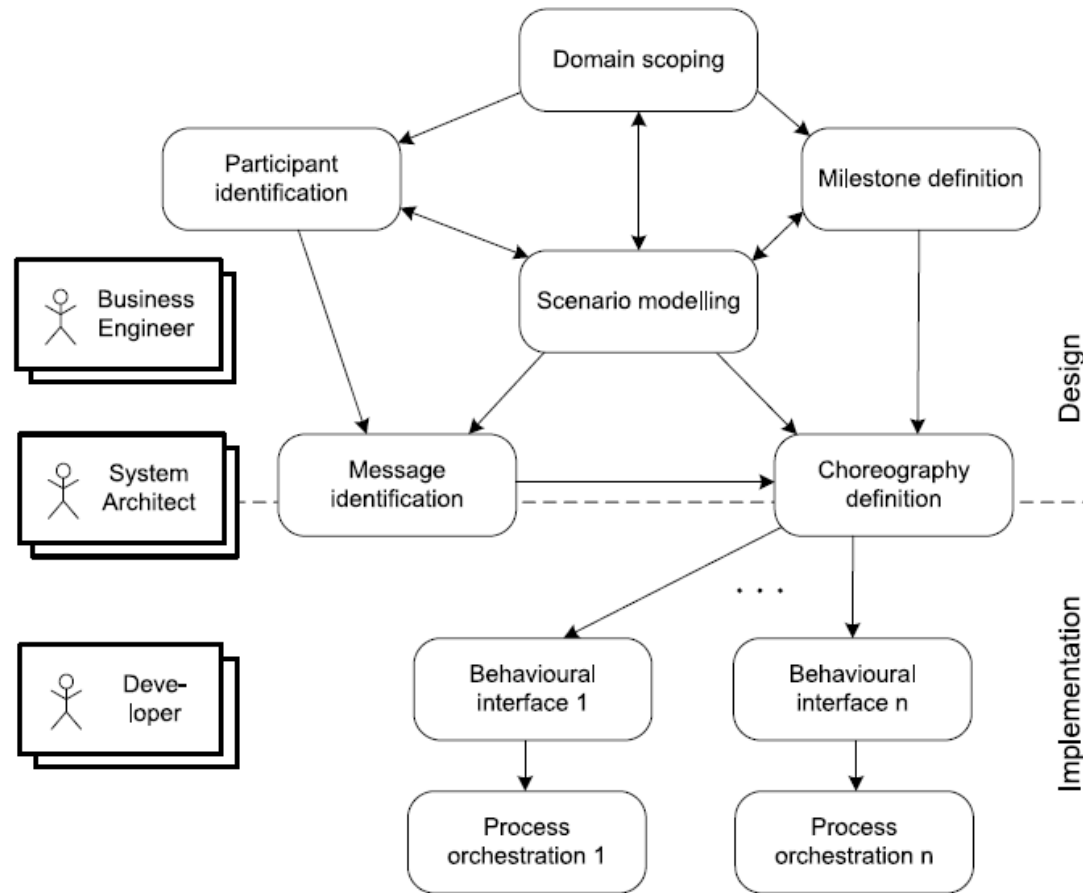 Domain scoping
Participant
identification
Milestone definition
Scenario modelling
Business
Engineer
Design
System
Architect
Message
identification
Choreography
definition
. . .
Implementation
Deve-
loper
Behavioural
interface 1
Behavioural
interface n
Process
orchestration 1
Process
orchestration n